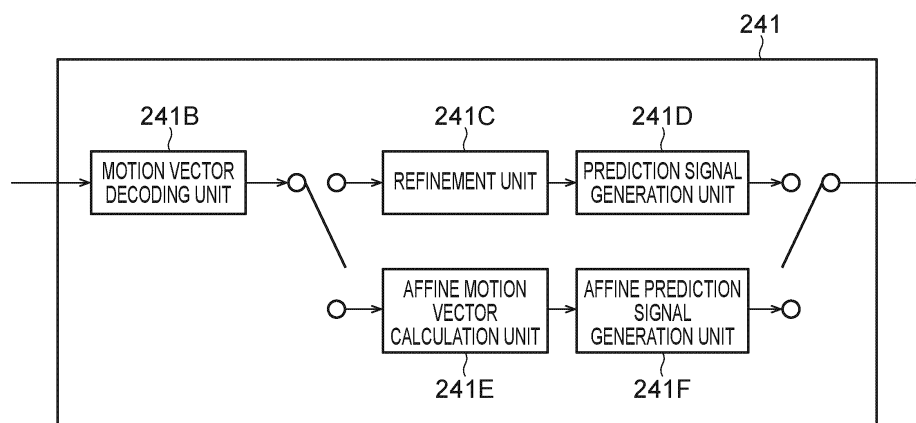 241
241B
241C
241D
MOTION VECTOR
DECODING UNIT
REFINEMENT UNIT
PREDICTION SIGNAL
GENERATION UNIT
AFFINE MOTION
VECTOR
CALCULATION UNIT
AFFINE PREDICTION
SIGNAL
GENERATION UNIT
241E
241F